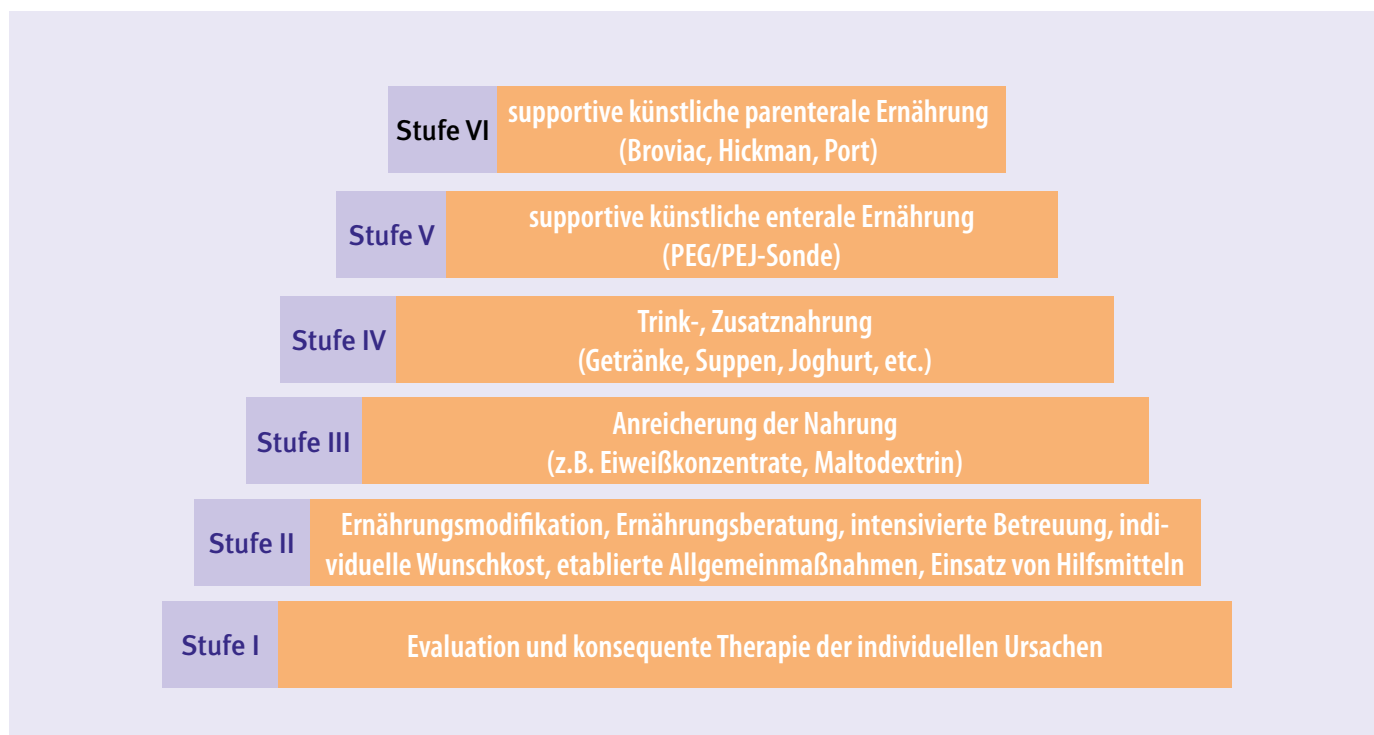 Stufe VI
supportive künstliche parenterale Ernährung
(Broviac, Hickman, Port)
Stufe V
supportive künstliche enterale Ernährung
(PEG/PEJ-Sonde)
Stufe IV
Trink-, Zusatznahrung
(Getränke, Suppen, Joghurt, etc.)
Stufe III
Anreicherung der Nahrung
(z.B. Eiweißkonzentrate, Maltodextrin)
Stufe II
Ernährungsmodifikation, Ernährungsberatung, intensivierte Betreuung, indi-
viduelle Wunschkost, etablierte Allgemeinmaßnahmen, Einsatz von Hilfsmitteln
Stufe I
Evaluation und konsequente Therapie der individuellen Ursachen